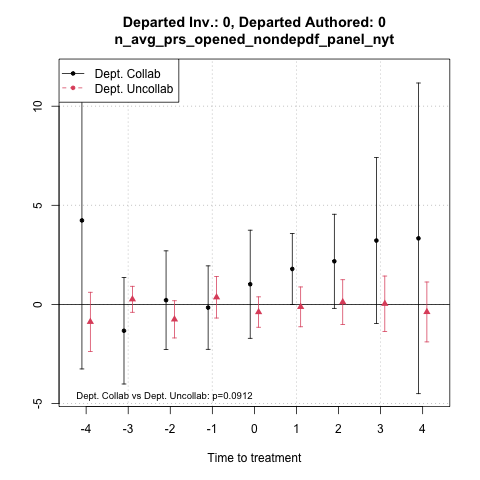 Departed Inv.: 0, Departed Authored: 0
n_avg_prs_opened_nondepdf_panel_nyt
Dept. Collab
Dept. Uncollab
10
5
0
-5
Dept. Collab vs Dept. Uncollab: p=0.0912
-4 -3 -2 -1 0 1 2 3 4
Time to treatment